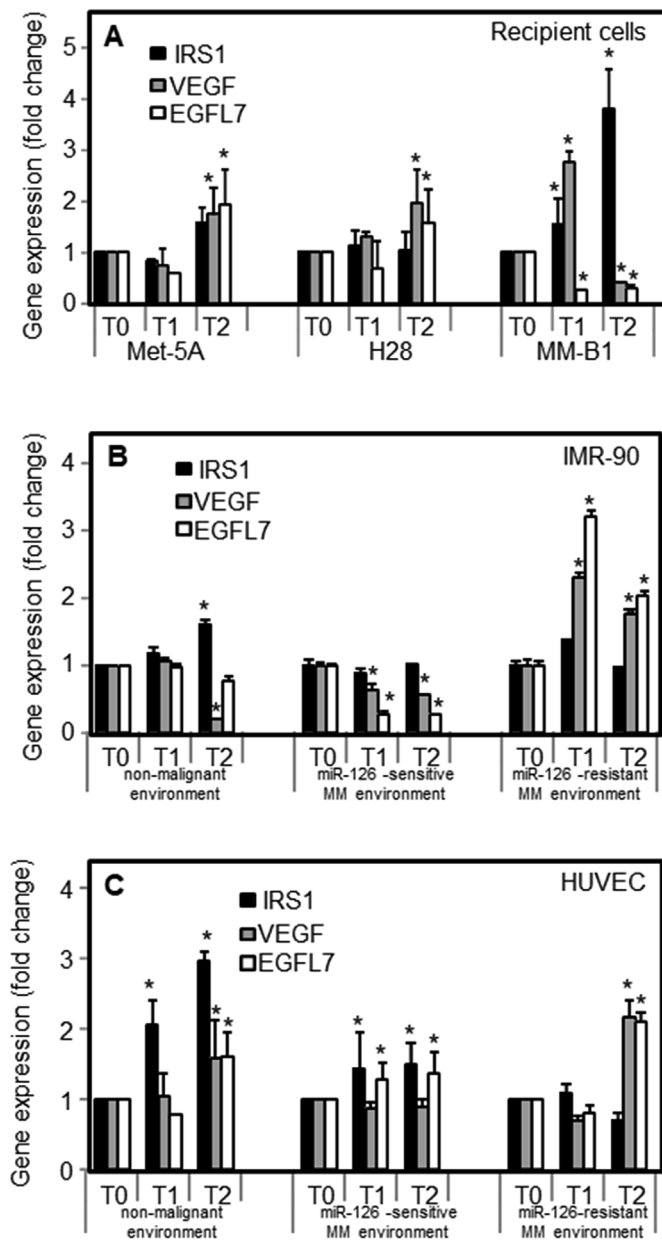 A
Recipient cells
IRS1
VEGF
EGFL7
Gene expression (fold change)
5
4
3
2
1
0
* * * * * * * * * *
T0 T1 T2 T0 T1 T2 T0 T1 T2
Met-5A H28 MM-B1
B
IMR-90
IRS1
VEGF
EGFL7
Gene expression (fold change)
4
3
2
1
0
* * * * * * * * * *
T0 T1 T2 T0 T1 T2 T0 T1 T2
non-malignant miR-126 -sensitive miR-126 -resistant
environment MM environment MM environment
C
HUVEC
IRS1
VEGF
EGFL7
Gene expression (fold change)
4
3
2
1
0
* * * * * * * * * *
T0 T1 T2 T0 T1 T2 T0 T1 T2
non-malignant miR-126 -sensitive miR-126-resistant
environment MM environment MM environment